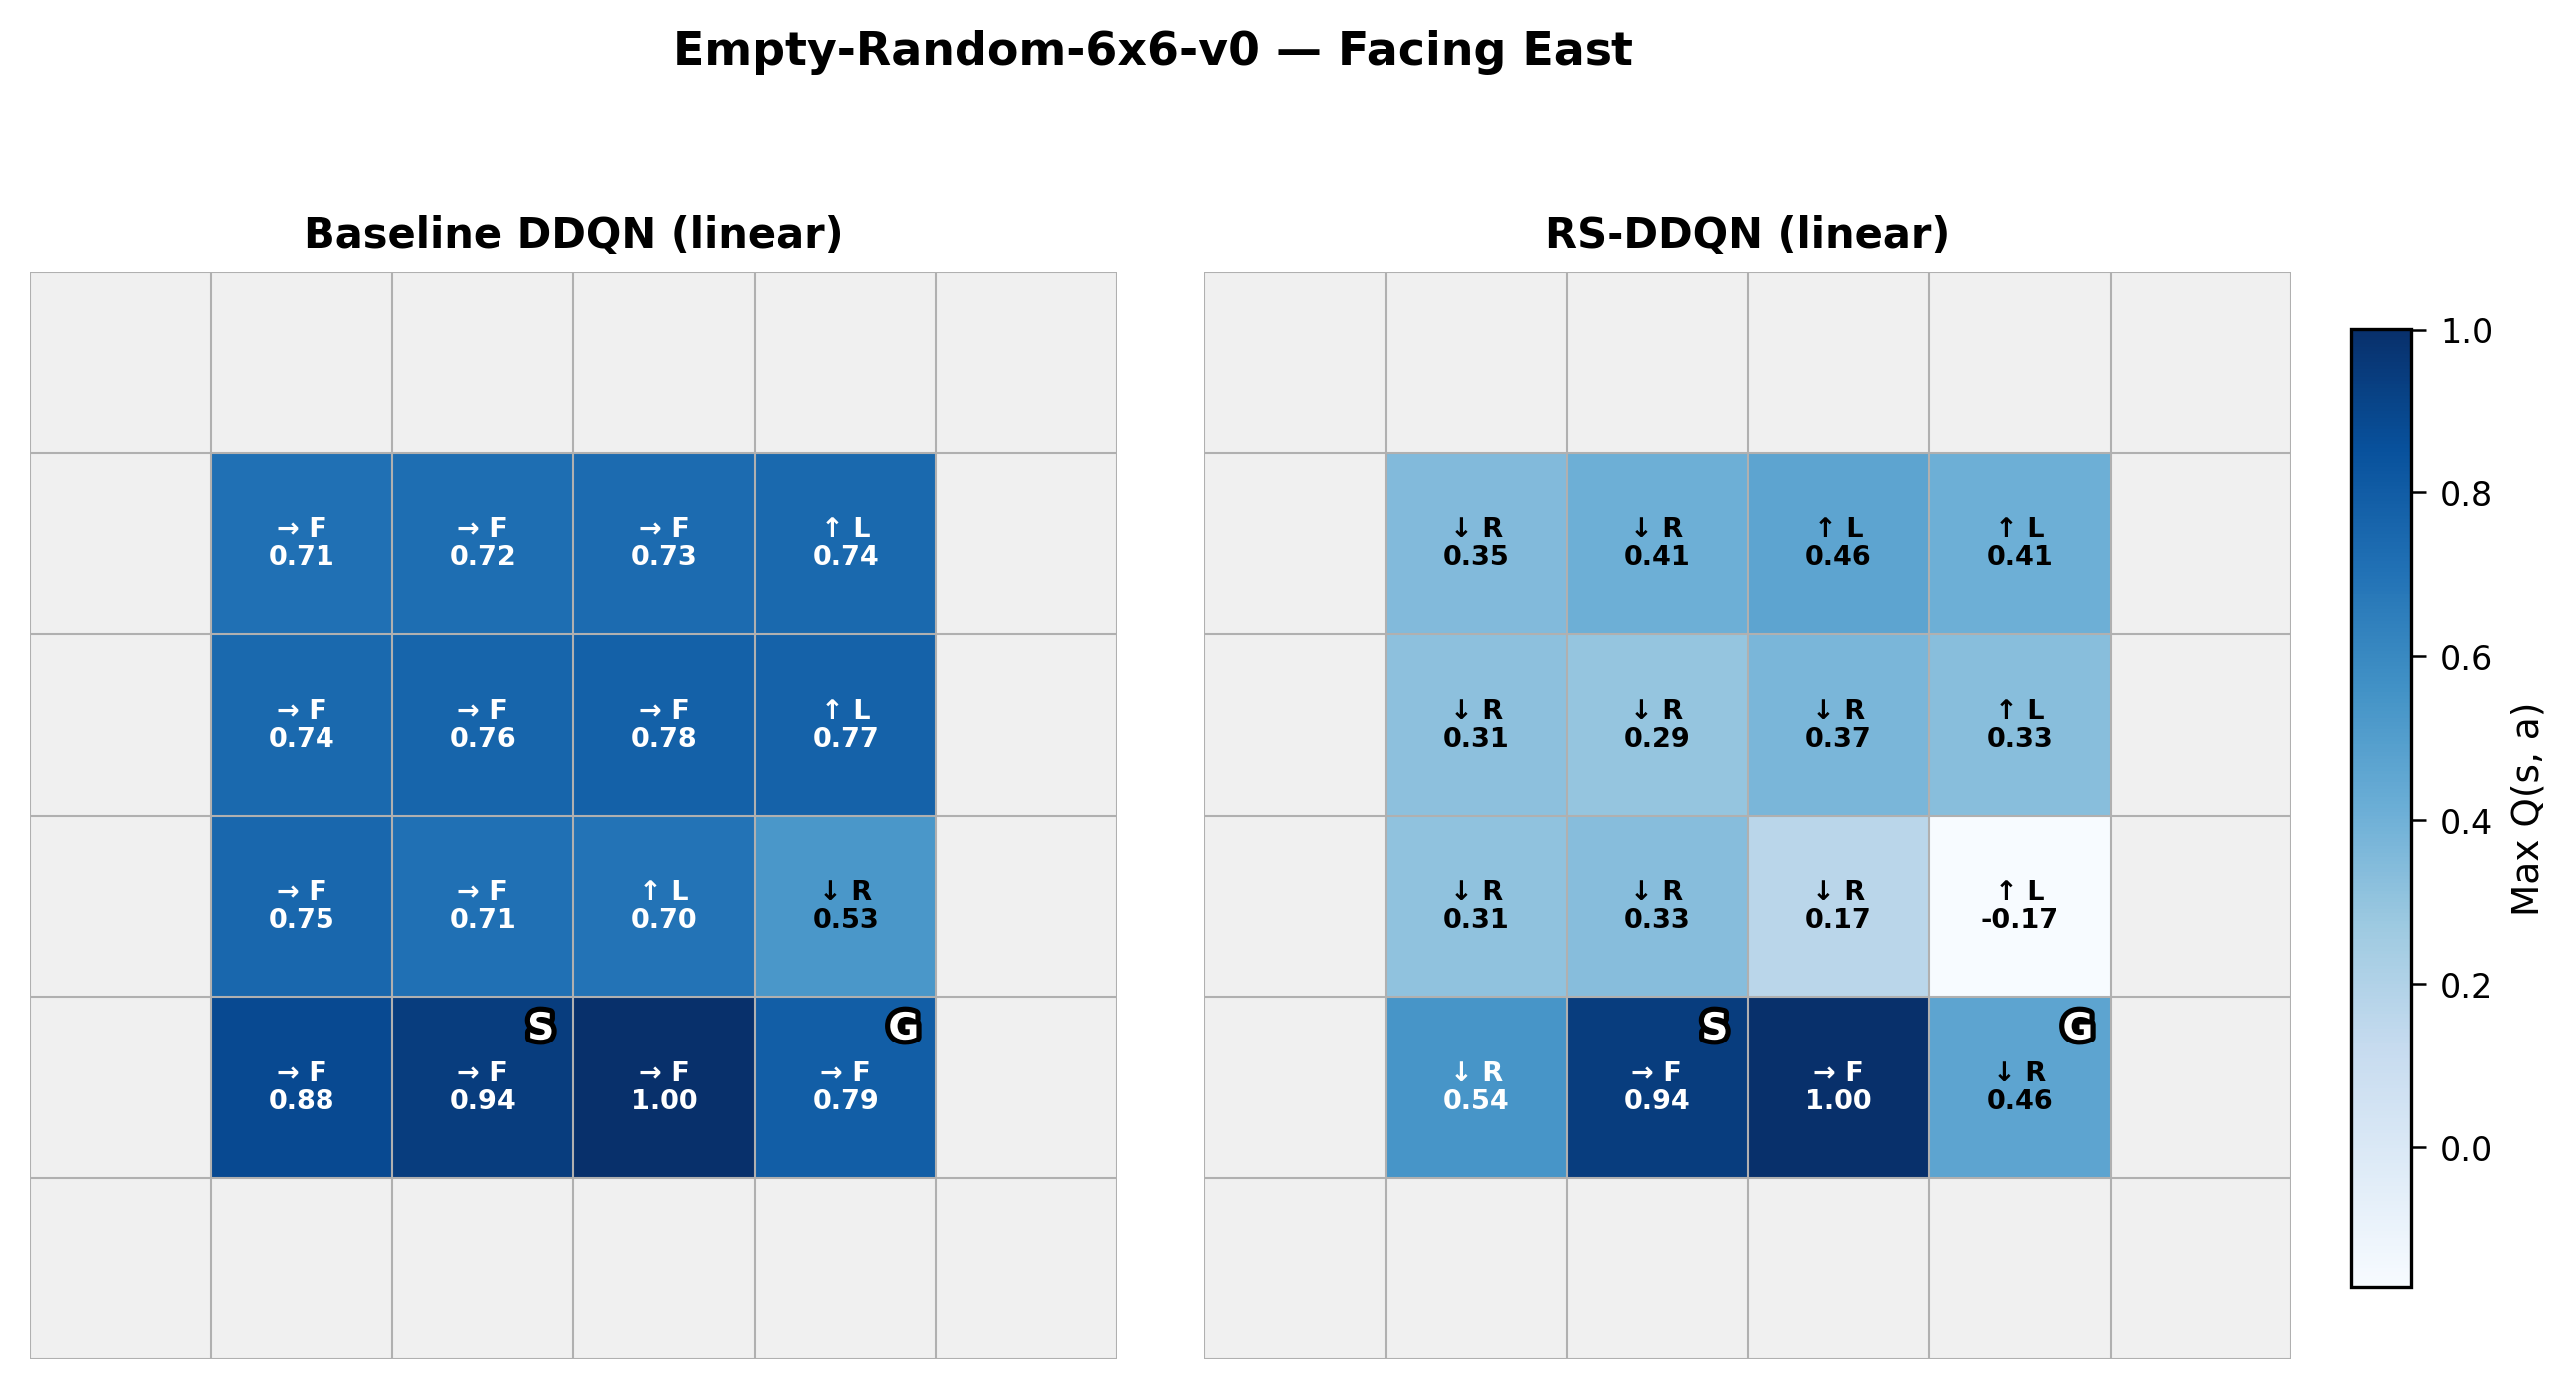 Empty-Random-6x6-v0 — Facing East
Baseline DDQN (linear)
→ F
0.71
→ F
0.72
→ F
0.73
↑ L
0.74
→ F
0.74
→ F
0.76
→ F
0.78
↑ L
0.77
→ F
0.75
→ F
0.71
↑ L
0.70
↓ R
0.53
→ F
0.88
S
→ F
0.94
→ F
1.00
G
→ F
0.79
RS-DDQN (linear)
↓ R
0.35
↓ R
0.41
↑ L
0.46
↑ L
0.41
↓ R
0.31
↓ R
0.29
↓ R
0.37
↑ L
0.33
↓ R
0.31
↓ R
0.33
↓ R
0.17
↑ L
-0.17
↓ R
0.54
S
→ F
0.94
→ F
1.00
G
↓ R
0.46
1.0
0.8
0.6
0.4
0.2
0.0
Max Q(s, a)